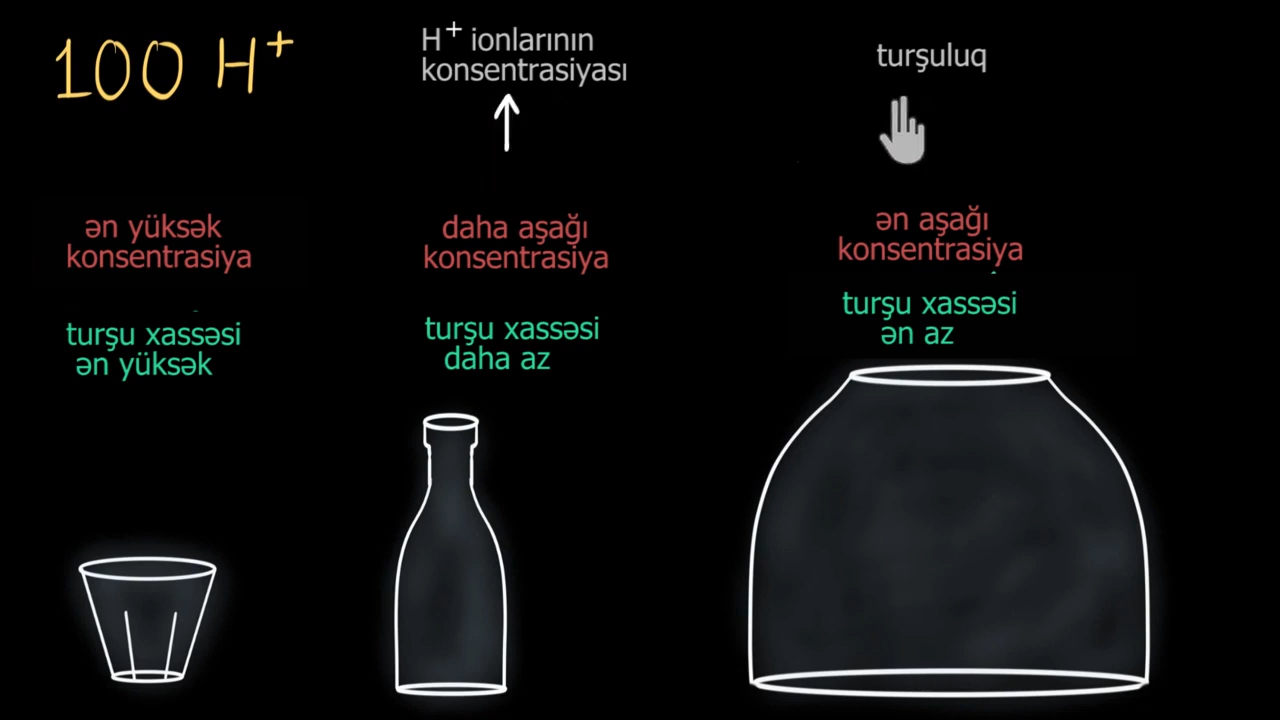 100 H⁺
H⁺ ionlarının
konsentrasiyası
turşuluq
ən yüksək
konsentrasiya
daha aşağı
konsentrasiya
ən aşağı
konsentrasiya
turşu xassəsi
ən yüksək
turşu xassəsi
daha az
turşu xassəsi
ən az